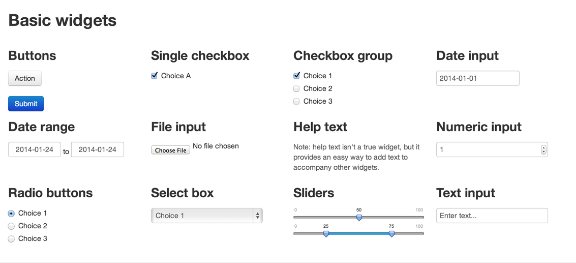 Basic widgets
Buttons
Action
Submit
Single checkbox
Choice A
Checkbox group
Choice 1
Choice 2
Choice 3
Date input
2014-01-01
Date range
2014-01-24 to 2014-01-24
File input
Choose File No file chosen
Help text
Note: help text isn't a true widget, but it
provides an easy way to add text to
accompany other widgets.
Numeric input
1
Radio buttons
Choice 1
Choice 2
Choice 3
Select box
Choice 1
Sliders
0 50 100
0 25 75 100
Text input
Enter text...